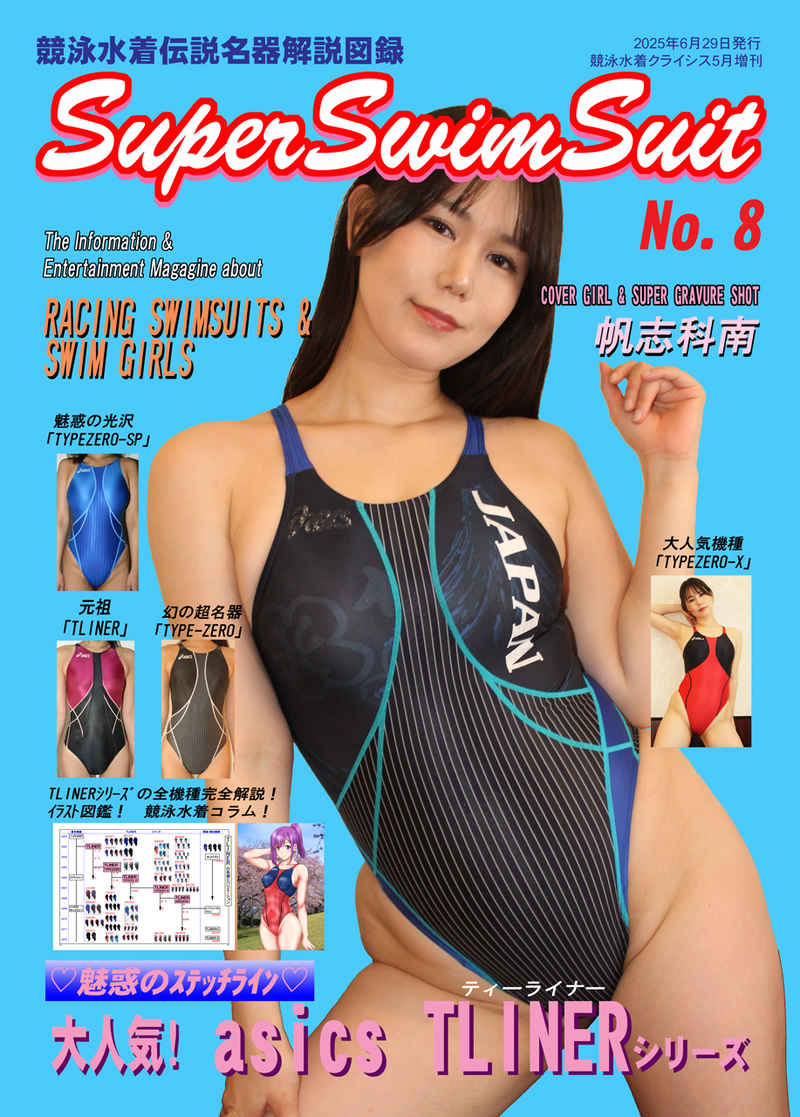 競泳水着伝説名器解説図録
2025年6月29日発行
競泳水着クライシス5月増刊
SuperSwimSuit
No. 8
The Information &
Entertainment Magagine about
RACING SWIMSUITS &
SWIM GIRLS
COVER GIRL & SUPER GRAVURE SHOT
帆志科南
魅惑の光沢
「TYPEZERO-SP」
asics
JAPAN
大人気機種
「TYPEZERO-X」
元祖
「TLINER」
幻の超名器
「TYPE-ZERO」
TLINERｼﾘｰｽﾞの全機種完全解説！
ｲﾗｽﾄ図鑑！　競泳水着コラム！
TLINER
TLINER
TLINER
TLINER
TLINER
♡魅惑のｽﾃｯﾁﾗｲﾝ♡
ティーライナー
大人気! asics TLINERシリーズ